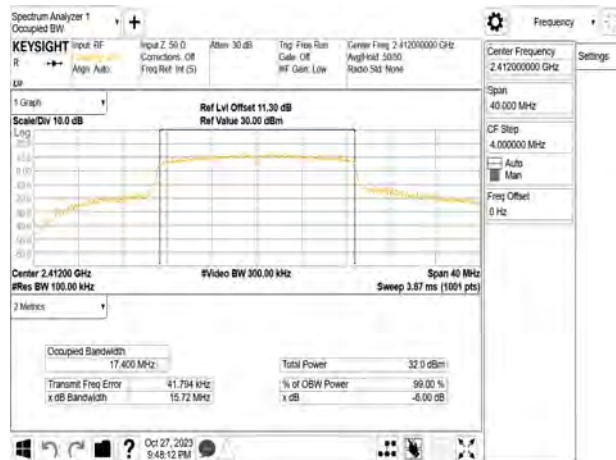 Spectrum Analyzer 1
Occupied BW
Frequency
KEYSIGHT Input: RF
Input Z: 50 Ω
Atten: 30 dB
Trig: Free Run
Center Freq: 2.412000000 GHz
R
Corrections: Off
Gate: Off
Avg|Hold: 50/50
Align: Auto
Freq Ref: Int (S)
#IF Gain: Low
Radio Std: None
Center Frequency
2.412000000 GHz
Settings
Span
40.000 MHz
CF Step
4.000000 MHz
Auto
Man
Freq Offset
0 Hz
1 Graph
Scale/Div 10.0 dB
Ref Lvl Offset 11.30 dB
Ref Value 30.00 dBm
Log
Center 2.41200 GHz
#Video BW 300.00 kHz
Span 40 MHz
#Res BW 100.00 kHz
Sweep 3.87 ms (1001 pts)
2 Metrics
Occupied Bandwidth
17.400 MHz
Total Power
32.0 dBm
Transmit Freq Error
41.794 kHz
% of OBW Power
99.00 %
x dB Bandwidth
15.72 MHz
x dB
-6.00 dB
Oct 27, 2023
9:48:12 PM